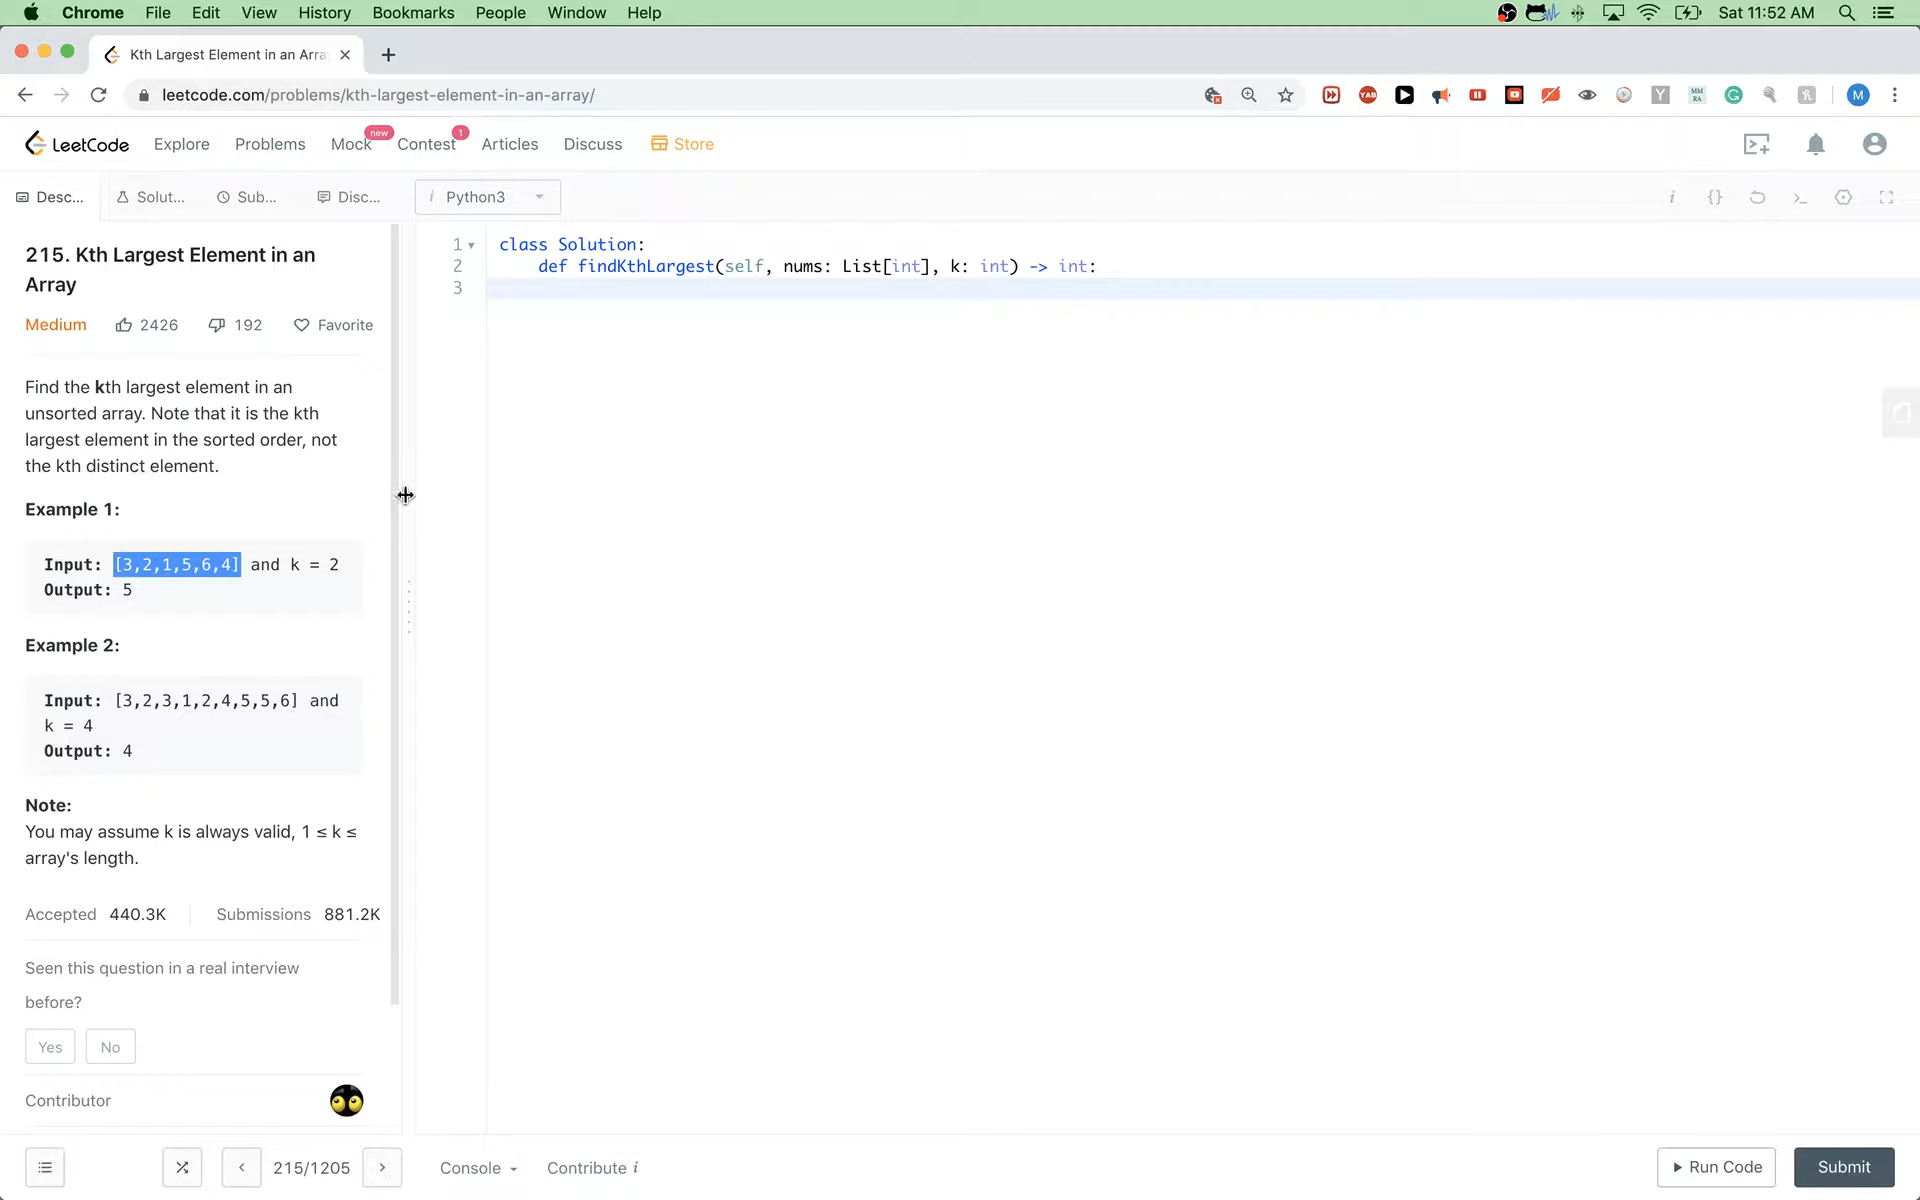 Chrome File Edit View History Bookmarks People Window Help Sat 11:52 AM
Kth Largest Element in an Arra
leetcode.com/problems/kth-largest-element-in-an-array/
YAB Y MM RA G M
LeetCode Explore Problems Mock new Contest 1 Articles Discuss Store
Desc... Solut... Sub... Disc... i Python3
215. Kth Largest Element in an
Array
Medium 2426 192 Favorite
Find the kth largest element in an
unsorted array. Note that it is the kth
largest element in the sorted order, not
the kth distinct element.
Example 1:
Input: [3,2,1,5,6,4] and k = 2
Output: 5
Example 2:
Input: [3,2,3,1,2,4,5,5,6] and
k = 4
Output: 4
Note:
You may assume k is always valid, 1 ≤ k ≤
array's length.
Accepted 440.3K Submissions 881.2K
Seen this question in a real interview
before?
Yes No
Contributor
1 class Solution:
2 def findKthLargest(self, nums: List[int], k: int) -> int:
3
215/1205 Console Contribute i Run Code Submit